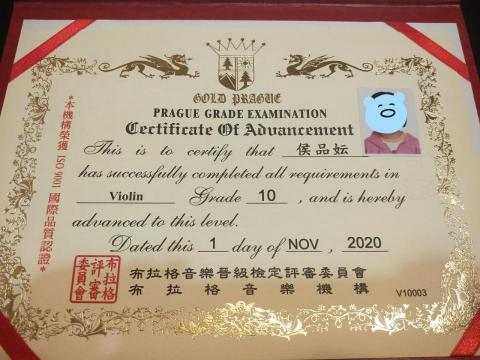 GOLD PRAGUE
PRAGUE GRADE EXAMINATION
Certificate Of Advancement
This is to certify that 侯品妘
has successfully completed all requirements in
Violin Grade 10 , and is hereby
advanced to this level.
Dated this 1 day of NOV , 2020
布拉格音樂晉級檢定評審委員會
布拉格音樂機構
V10003
*本機構榮獲 ISO 9001 國際品質認證*
布拉格
評審
委員會